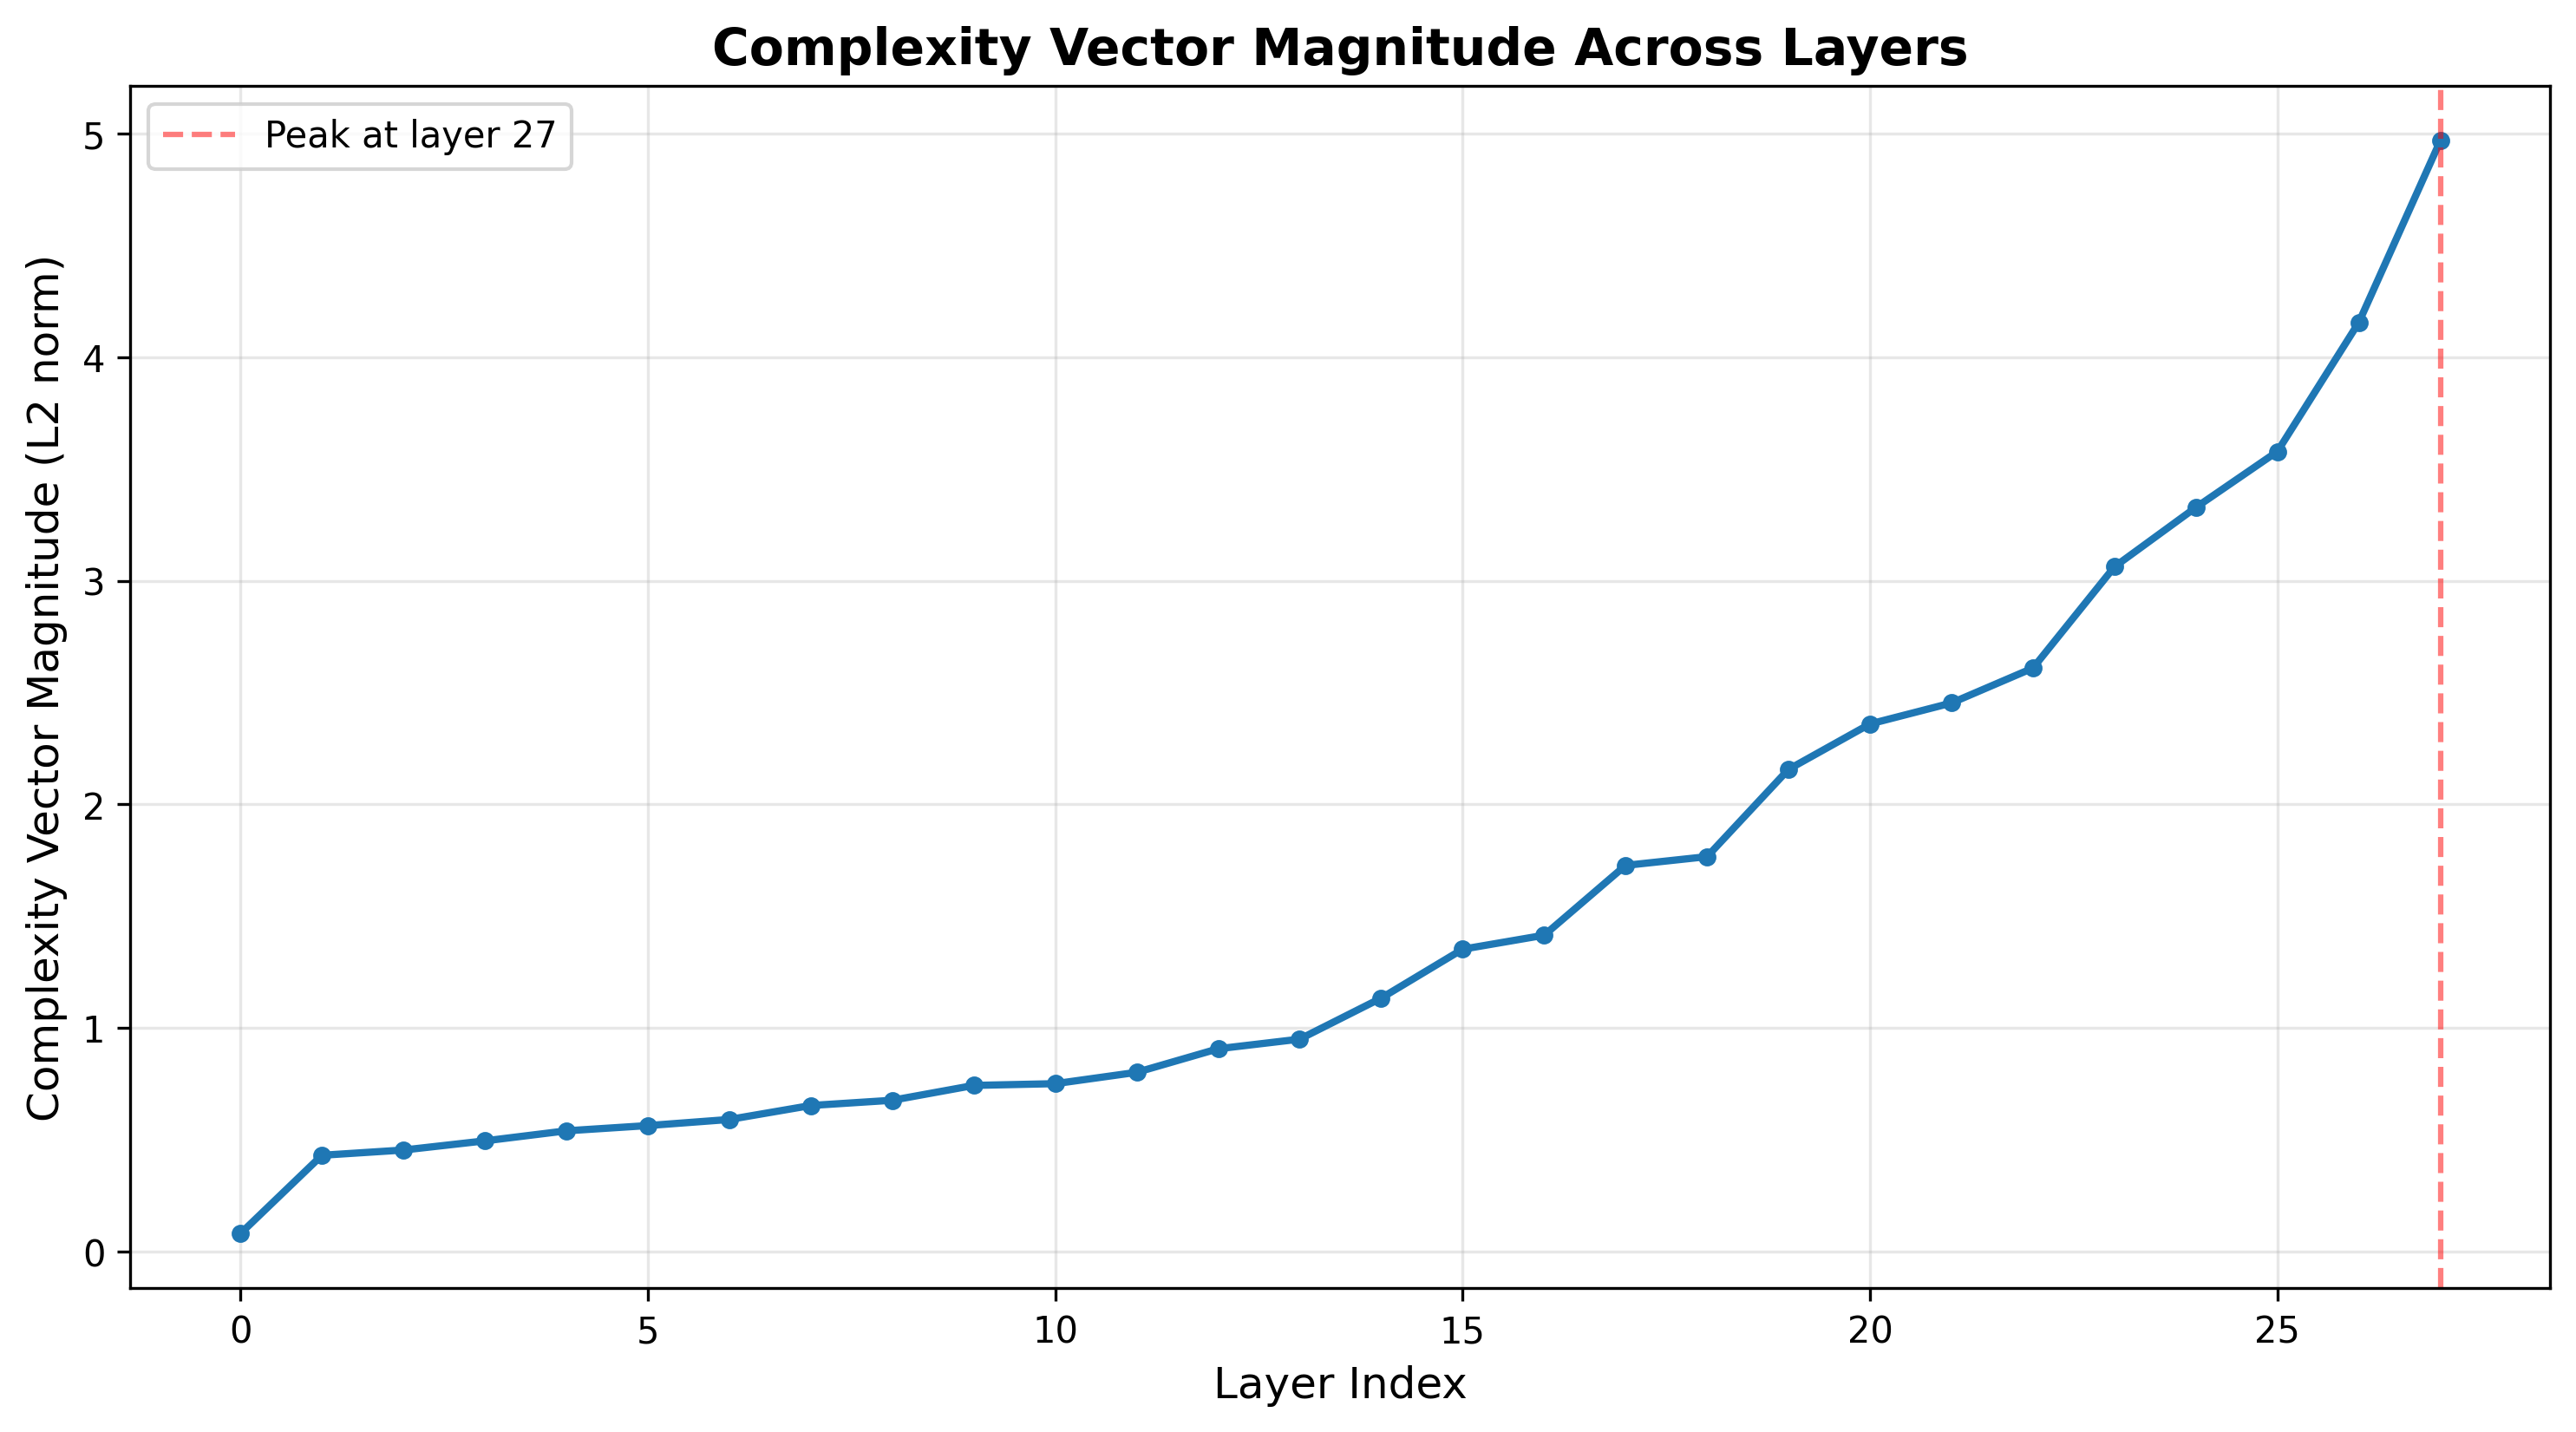 Complexity Vector Magnitude Across Layers
Peak at layer 27
Complexity Vector Magnitude (L2 norm)
5
4
3
2
1
0
0 5 10 15 20 25
Layer Index